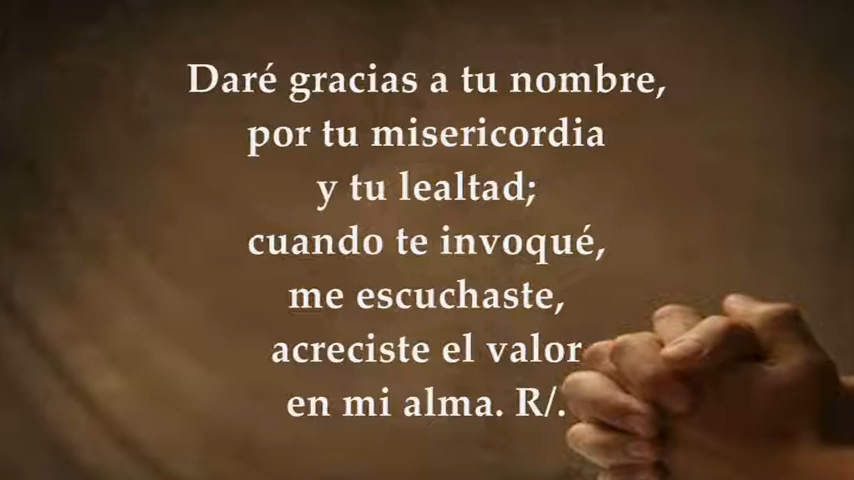 Daré gracias a tu nombre,
por tu misericordia
y tu lealtad;
cuando te invoqué,
me escuchaste,
acreciste el valor
en mi alma. R/.